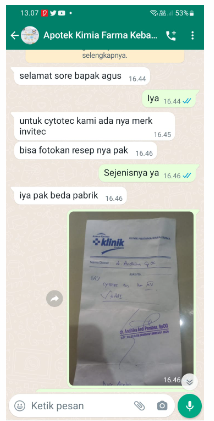 13.07
53%
Apotek Kimia Farma Keba...
selengkapnya.
selamat sore bapak agus 16.44
Iya 16.44
untuk cytotec kami ada nya merk
invitec 16.45
bisa fotokan resep nya pak 16.46
Sejenisnya ya 16.46
iya pak beda pabrik 16.46
klinik
16.46
Ketik pesan